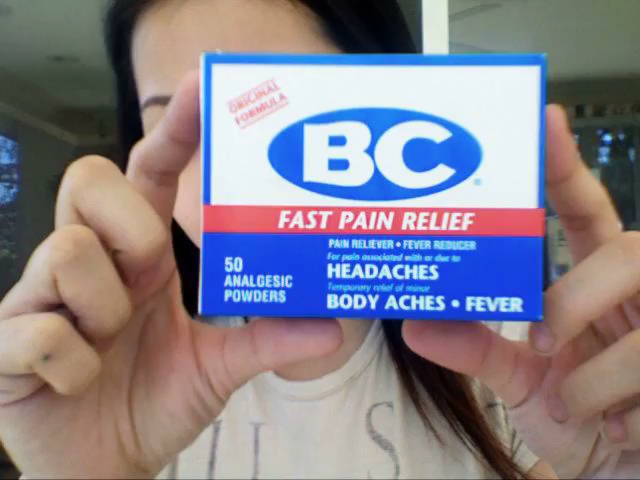 ORIGINAL
FORMULA
BC
FAST PAIN RELIEF
PAIN RELIEVER • FEVER REDUCER
For pain associated with or due to
HEADACHES
Temporary relief of minor
BODY ACHES • FEVER
50
ANALGESIC
POWDERS